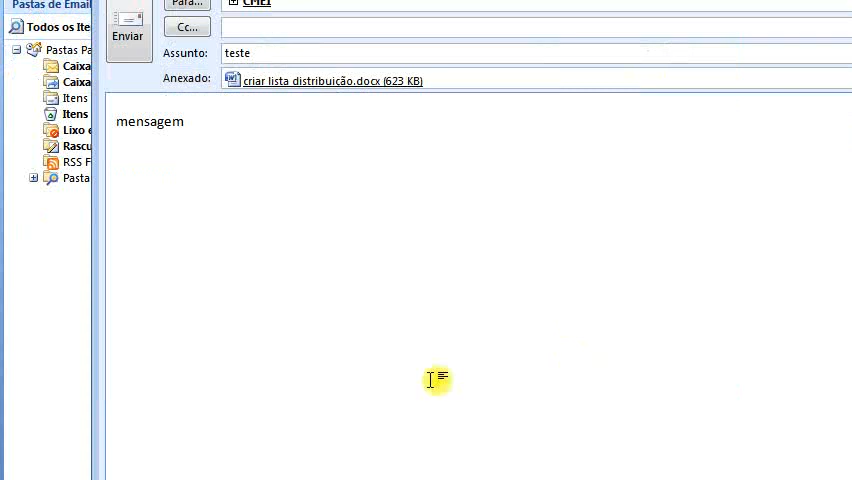 Pastas de Email
Todos os Ite
Pastas Pa
Caixa
Caixa
Itens
Itens
Lixo e
Rascu
RSS F
Pasta
Para...
CMEI
Enviar
Cc...
Assunto:
teste
Anexado:
criar lista distribuição.docx (623 KB)
mensagem